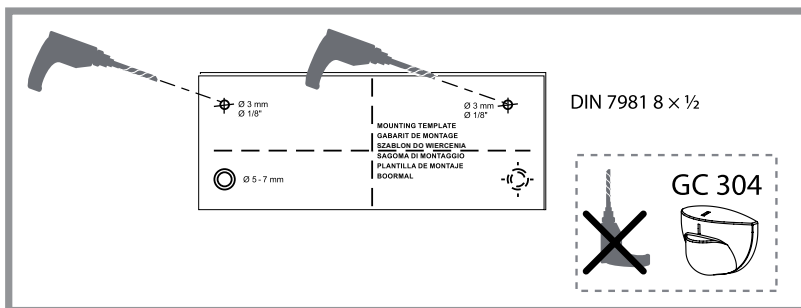 Ø 3 mm
Ø 1/8"
Ø 3 mm
Ø 1/8"
DIN 7981 8 × ½
MOUNTING TEMPLATE
GABARIT DE MONTAGE
SZABLON DO WIERCENIA
SAGOMA DI MONTAGGIO
PLANTILLA DE MONTAJE
BOORMAL
Ø 5 - 7 mm
GC 304